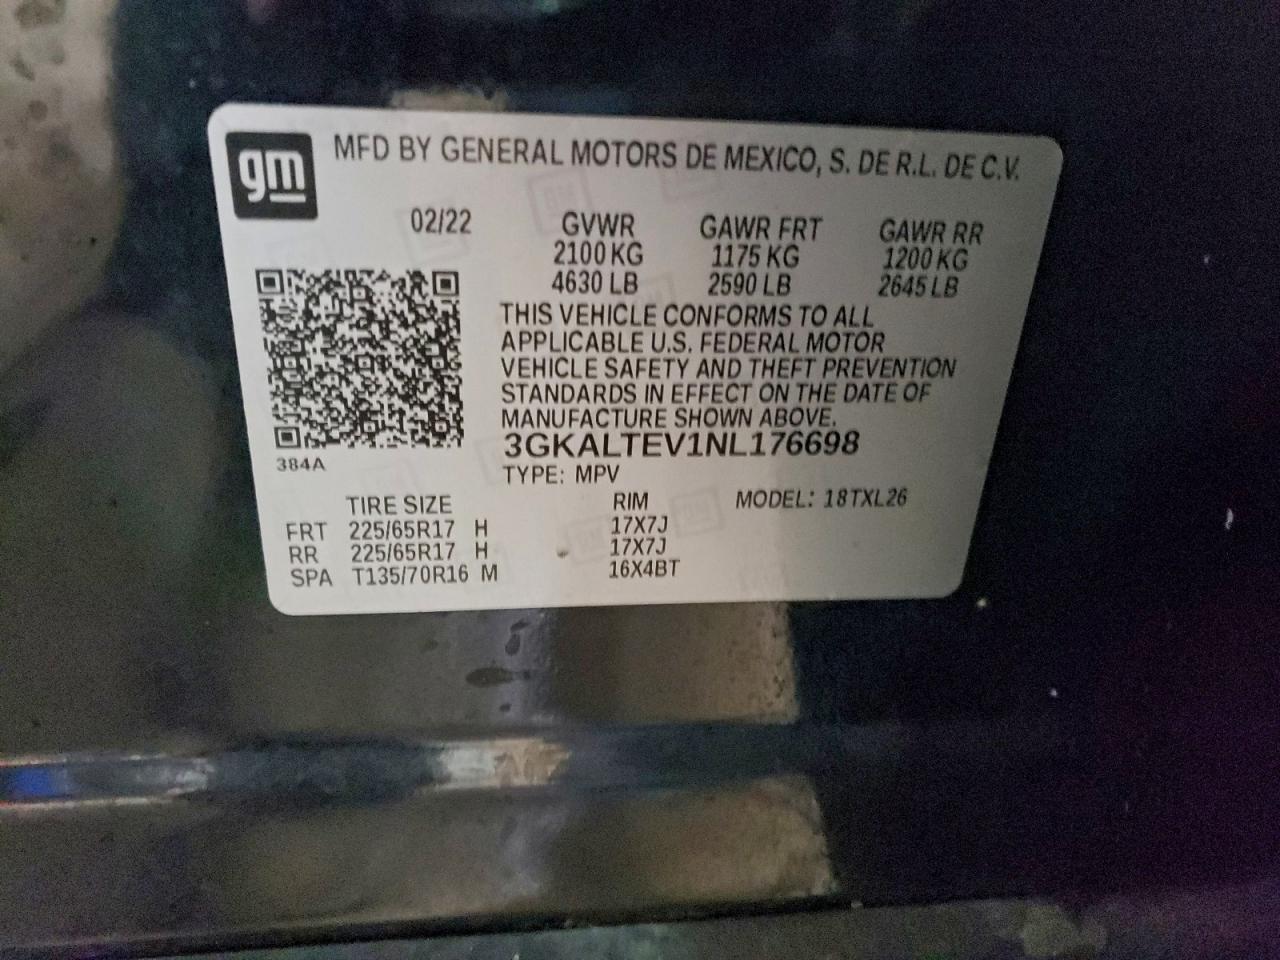 gm
MFD BY GENERAL MOTORS DE MEXICO, S. DE R.L. DE C.V.
02/22 GVWR GAWR FRT GAWR RR
2100 KG 1175 KG 1200 KG
4630 LB 2590 LB 2645 LB
THIS VEHICLE CONFORMS TO ALL
APPLICABLE U.S. FEDERAL MOTOR
VEHICLE SAFETY AND THEFT PREVENTION
STANDARDS IN EFFECT ON THE DATE OF
MANUFACTURE SHOWN ABOVE.
3GKALTEV1NL176698
384A
TYPE: MPV
TIRE SIZE RIM MODEL: 18TXL26
FRT 225/65R17 H 17X7J
RR 225/65R17 H 17X7J
SPA T135/70R16 M 16X4BT